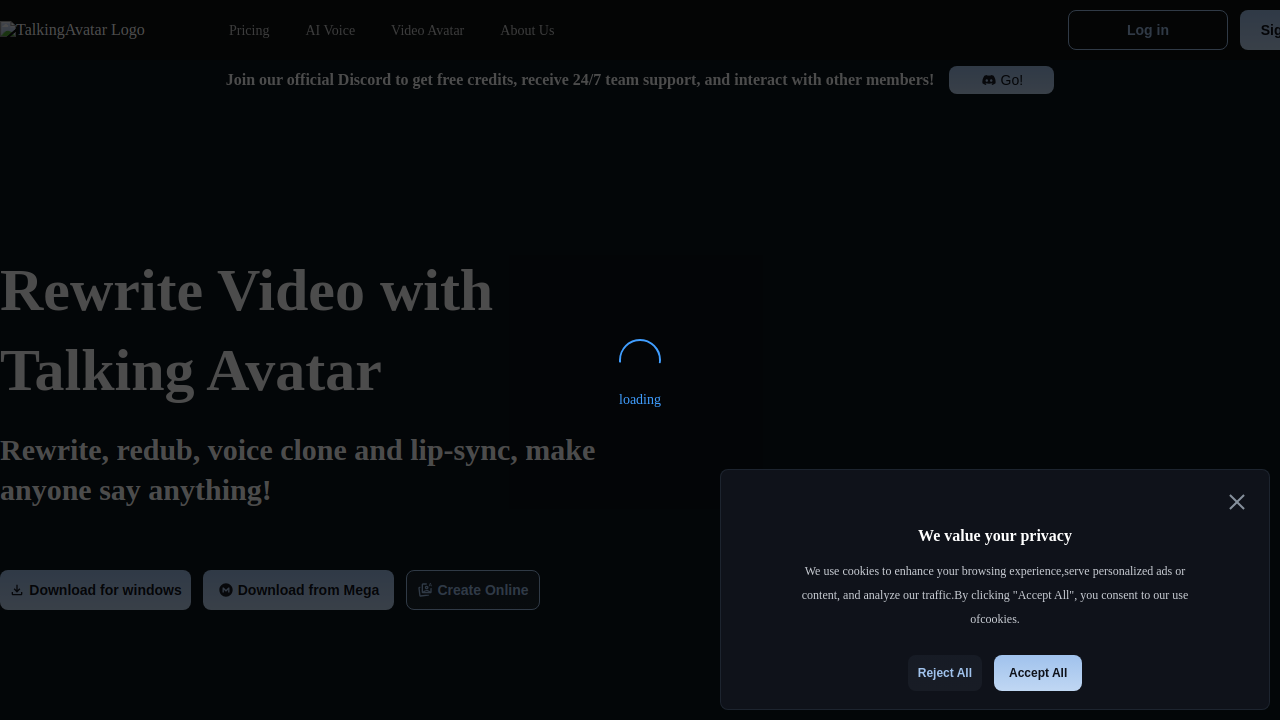 TalkingAvatar Logo
Pricing
AI Voice
Video Avatar
About Us
Log in
Join our official Discord to get free credits, receive 24/7 team support, and interact with other members!
Go!
Rewrite Video with
Talking Avatar
loading
Rewrite, redub, voice clone and lip-sync, make
anyone say anything!
Download for windows
Download from Mega
Create Online
We value your privacy
We use cookies to enhance your browsing experience,serve personalized ads or
content, and analyze our traffic.By clicking "Accept All", you consent to our use
ofcookies.
Reject All
Accept All